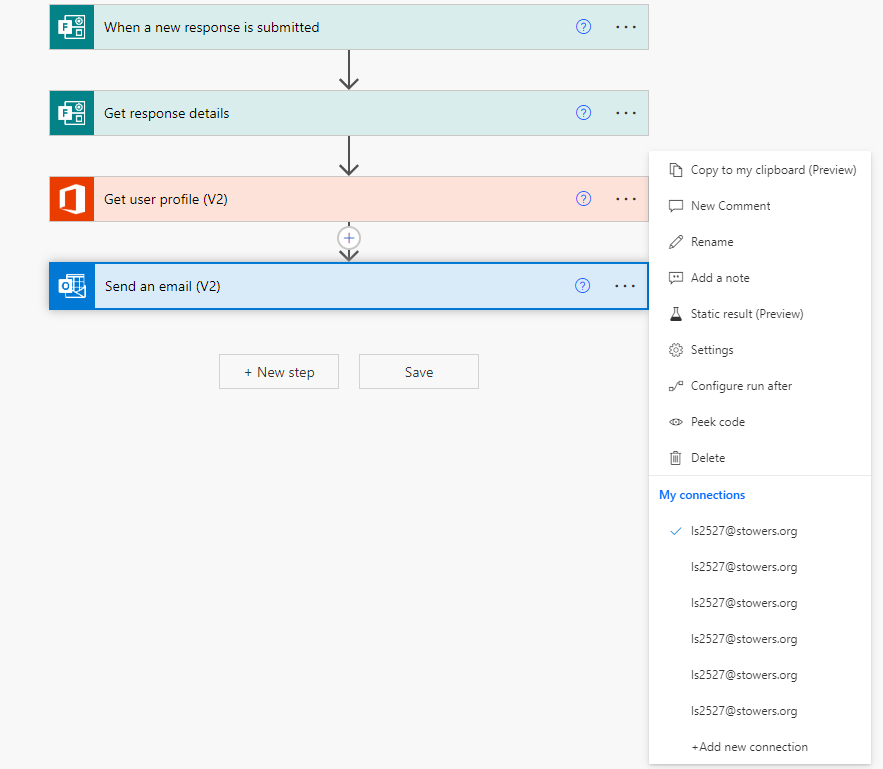 When a new response is submitted
Get response details
Get user profile (V2)
Send an email (V2)
+ New step
Save
Copy to my clipboard (Preview)
New Comment
Rename
Add a note
Static result (Preview)
Settings
Configure run after
Peek code
Delete
My connections
ls2527@stowers.org
ls2527@stowers.org
ls2527@stowers.org
ls2527@stowers.org
ls2527@stowers.org
ls2527@stowers.org
+Add new connection